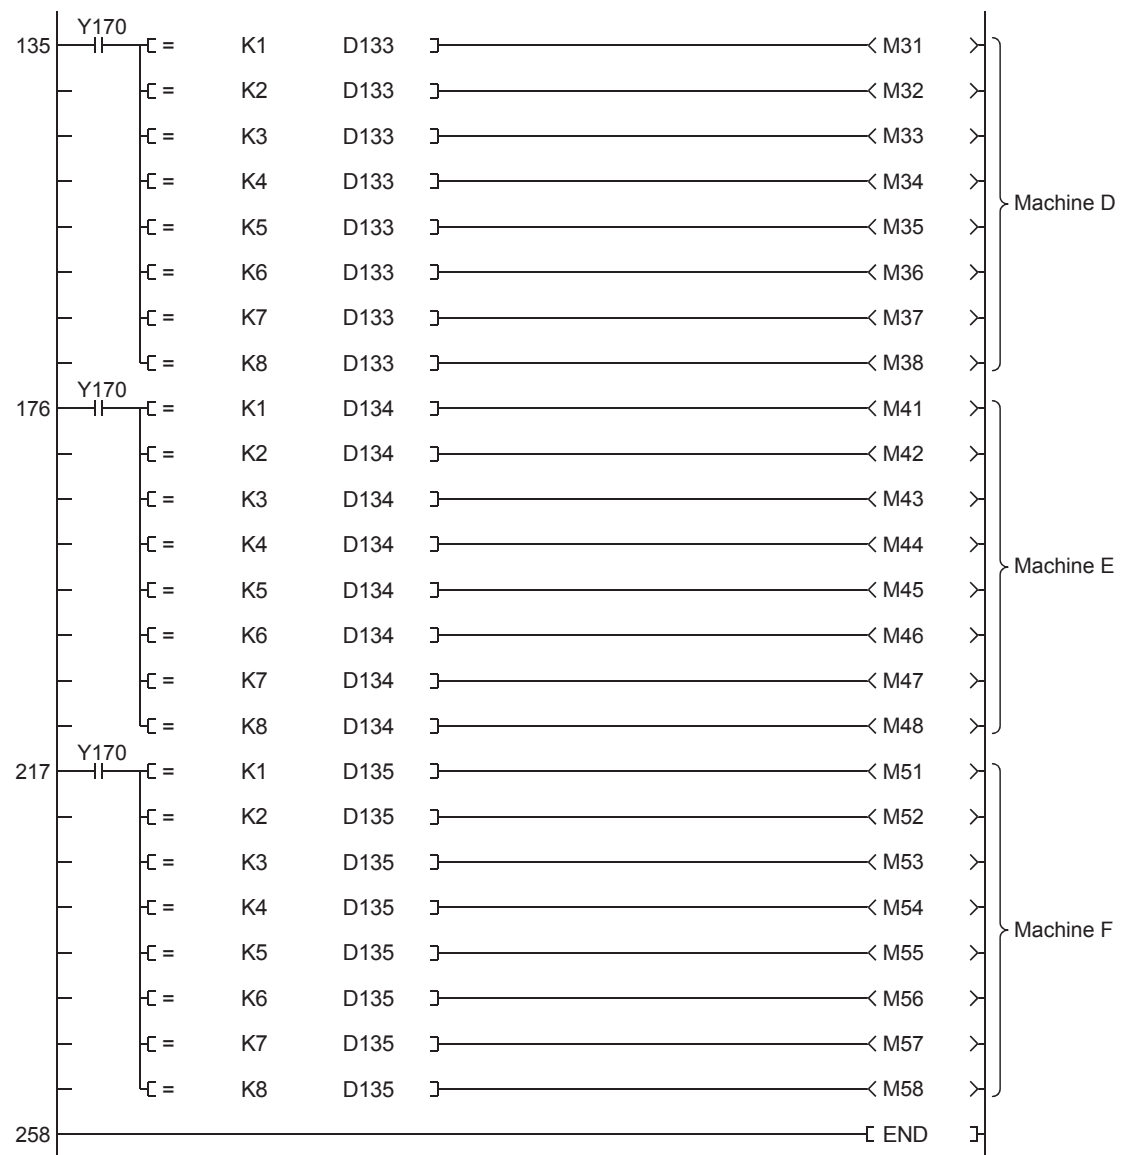 Y170
135 = K1 D133 M31
= K2 D133 M32
= K3 D133 M33
= K4 D133 M34
Machine D
= K5 D133 M35
= K6 D133 M36
= K7 D133 M37
= K8 D133 M38
Y170
176 = K1 D134 M41
= K2 D134 M42
= K3 D134 M43
= K4 D134 M44
Machine E
= K5 D134 M45
= K6 D134 M46
= K7 D134 M47
= K8 D134 M48
Y170
217 = K1 D135 M51
= K2 D135 M52
= K3 D135 M53
= K4 D135 M54
Machine F
= K5 D135 M55
= K6 D135 M56
= K7 D135 M57
= K8 D135 M58
258 END